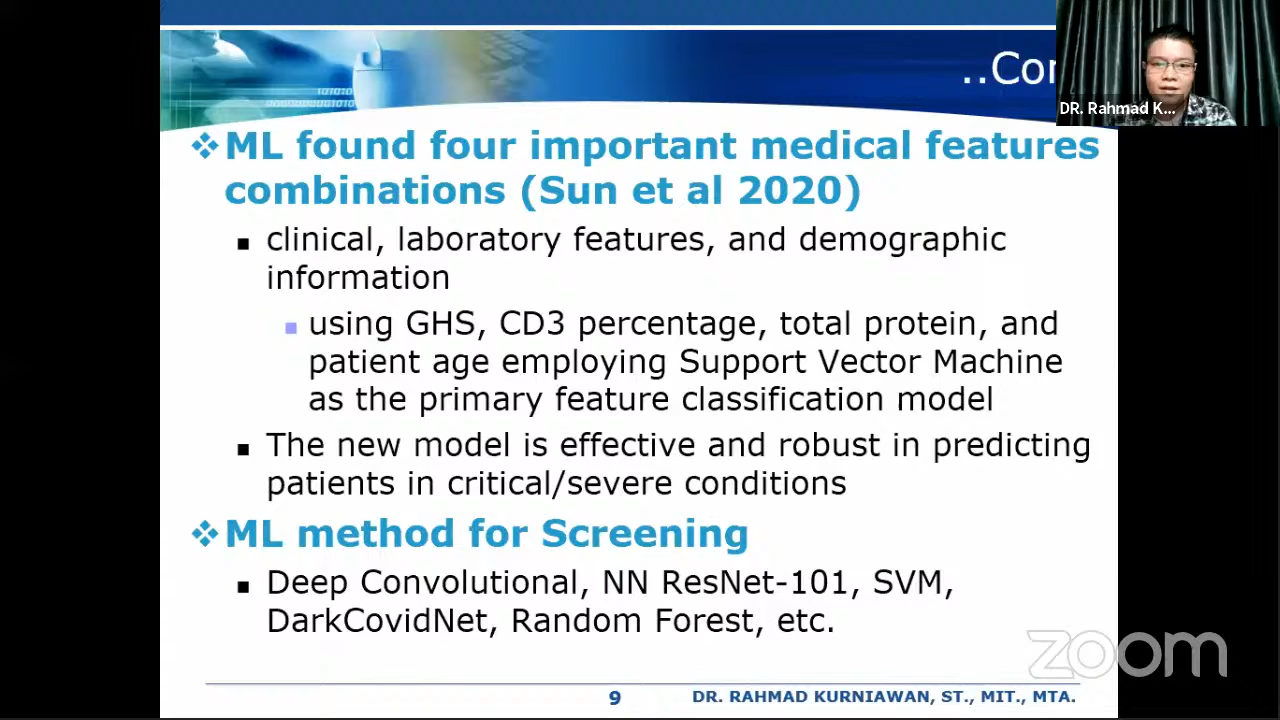 ..Con
DR. Rahmad K...
❖ML found four important medical features
combinations (Sun et al 2020)
▪ clinical, laboratory features, and demographic
information
▪ using GHS, CD3 percentage, total protein, and
patient age employing Support Vector Machine
as the primary feature classification model
▪ The new model is effective and robust in predicting
patients in critical/severe conditions
❖ML method for Screening
▪ Deep Convolutional, NN ResNet-101, SVM,
DarkCovidNet, Random Forest, etc.
zoom
9 DR. RAHMAD KURNIAWAN, ST., MIT., MTA.